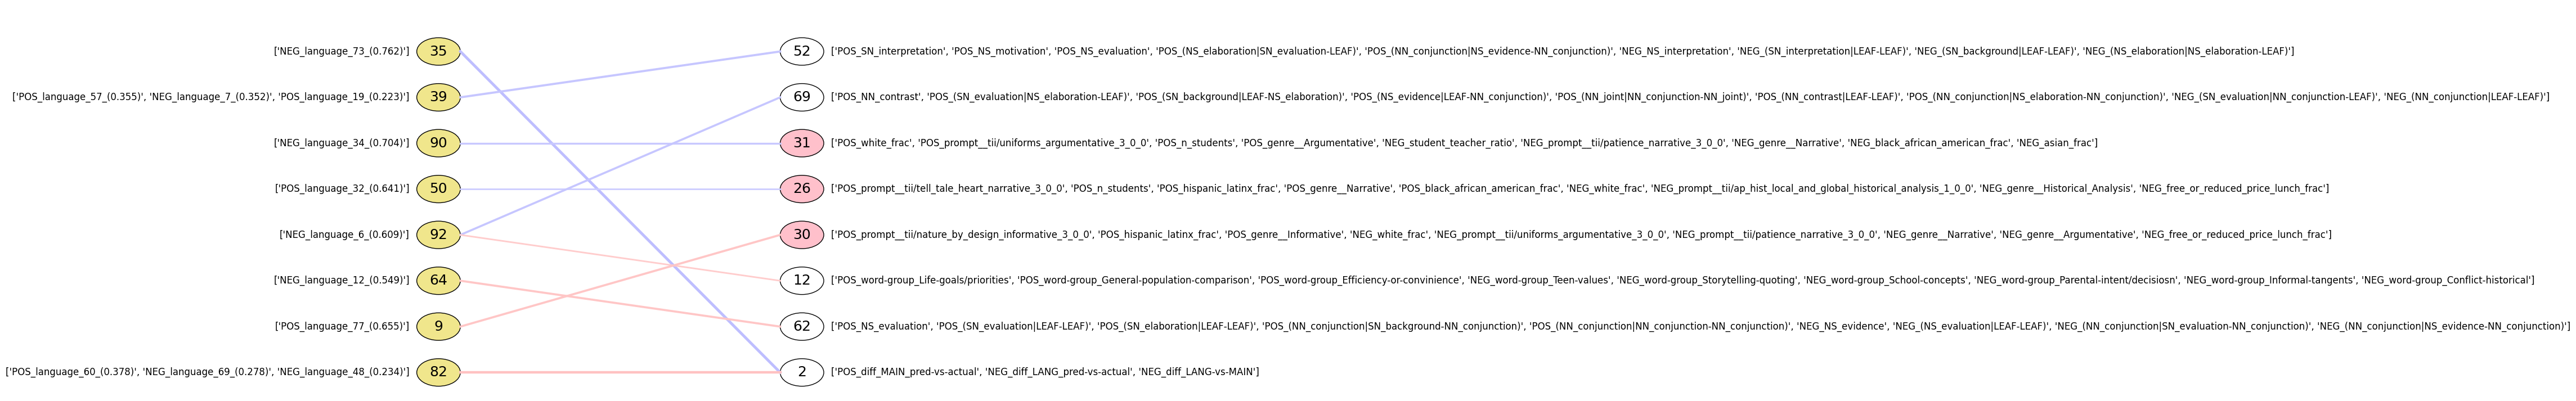 ['NEG_language_73_(0.762)'] 35 52 ['POS_SN_interpretation', 'POS_NS_motivation', 'POS_NS_evaluation', 'POS_(NS_elaboration|SN_evaluation-LEAF)', 'POS_(NN_conjunction|NS_evidence-NN_conjunction)', 'NEG_NS_interpretation', 'NEG_(SN_interpretation|LEAF-LEAF)', 'NEG_(SN_background|LEAF-LEAF)', 'NEG_(NS_elaboration|NS_elaboration-LEAF)']
['POS_language_57_(0.355)', 'NEG_language_7_(0.352)', 'POS_language_19_(0.223)'] 39 69 ['POS_NN_contrast', 'POS_(SN_evaluation|NS_elaboration-LEAF)', 'POS_(SN_background|LEAF-NS_elaboration)', 'POS_(NS_evidence|LEAF-NN_conjunction)', 'POS_(NN_joint|NN_conjunction-NN_joint)', 'POS_(NN_contrast|LEAF-LEAF)', 'POS_(NN_conjunction|NS_elaboration-NN_conjunction)', 'NEG_(SN_evaluation|NN_conjunction-LEAF)', 'NEG_(NN_conjunction|LEAF-LEAF)']
['NEG_language_34_(0.704)'] 90 31 ['POS_white_frac', 'POS_prompt__tii/uniforms_argumentative_3_0_0', 'POS_n_students', 'POS_genre__Argumentative', 'NEG_student_teacher_ratio', 'NEG_prompt__tii/patience_narrative_3_0_0', 'NEG_genre__Narrative', 'NEG_black_african_american_frac', 'NEG_asian_frac']
['POS_language_32_(0.641)'] 50 26 ['POS_prompt__tii/tell_tale_heart_narrative_3_0_0', 'POS_n_students', 'POS_hispanic_latinx_frac', 'POS_genre__Narrative', 'POS_black_african_american_frac', 'NEG_white_frac', 'NEG_prompt__tii/ap_hist_local_and_global_historical_analysis_1_0_0', 'NEG_genre__Historical_Analysis', 'NEG_free_or_reduced_price_lunch_frac']
['NEG_language_6_(0.609)'] 92 30 ['POS_prompt__tii/nature_by_design_informative_3_0_0', 'POS_hispanic_latinx_frac', 'POS_genre__Informative', 'NEG_white_frac', 'NEG_prompt__tii/uniforms_argumentative_3_0_0', 'NEG_prompt__tii/patience_narrative_3_0_0', 'NEG_genre__Narrative', 'NEG_genre__Argumentative', 'NEG_free_or_reduced_price_lunch_frac']
['NEG_language_12_(0.549)'] 64 12 ['POS_word-group_Life-goals/priorities', 'POS_word-group_General-population-comparison', 'POS_word-group_Efficiency-or-convinience', 'NEG_word-group_Teen-values', 'NEG_word-group_Storytelling-quoting', 'NEG_word-group_School-concepts', 'NEG_word-group_Parental-intent/decisiosn', 'NEG_word-group_Informal-tangents', 'NEG_word-group_Conflict-historical']
['POS_language_77_(0.655)'] 9 62 ['POS_NS_evaluation', 'POS_(SN_evaluation|LEAF-LEAF)', 'POS_(SN_elaboration|LEAF-LEAF)', 'POS_(NN_conjunction|SN_background-NN_conjunction)', 'POS_(NN_conjunction|NN_conjunction-NN_conjunction)', 'NEG_NS_evidence', 'NEG_(NS_evaluation|LEAF-LEAF)', 'NEG_(NN_conjunction|SN_evaluation-NN_conjunction)', 'NEG_(NN_conjunction|NS_evidence-NN_conjunction)']
['POS_language_60_(0.378)', 'NEG_language_69_(0.278)', 'NEG_language_48_(0.234)'] 82 2 ['POS_diff_MAIN_pred-vs-actual', 'NEG_diff_LANG_pred-vs-actual', 'NEG_diff_LANG-vs-MAIN']